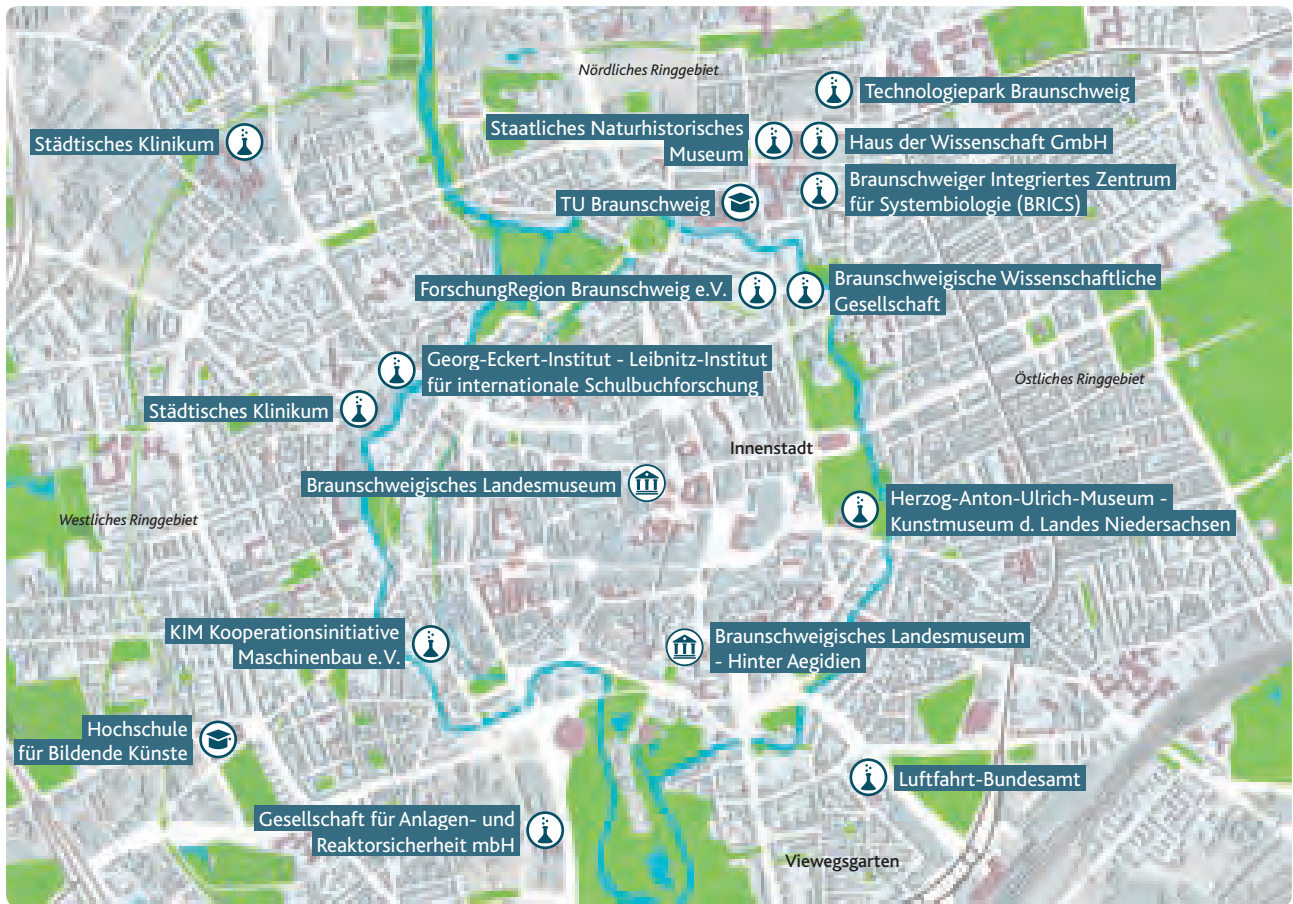 Nördliches Ringgebiet
Technologiepark Braunschweig
Städtisches Klinikum
Staatliches Naturhistorisches
Museum
Haus der Wissenschaft GmbH
Braunschweiger Integriertes Zentrum
für Systembiologie (BRICS)
TU Braunschweig
ForschungRegion Braunschweig e.V.
Braunschweigische Wissenschaftliche
Gesellschaft
Georg-Eckert-Institut - Leibnitz-Institut
für internationale Schulbuchforschung
Östliches Ringgebiet
Städtisches Klinikum
Innenstadt
Braunschweigisches Landesmuseum
Westliches Ringgebiet
Herzog-Anton-Ulrich-Museum -
Kunstmuseum d. Landes Niedersachsen
KIM Kooperationsinitiative
Maschinenbau e.V.
Braunschweigisches Landesmuseum
- Hinter Aegidien
Hochschule
für Bildende Künste
Luftfahrt-Bundesamt
Gesellschaft für Anlagen- und
Reaktorsicherheit mbH
Viewegsgarten